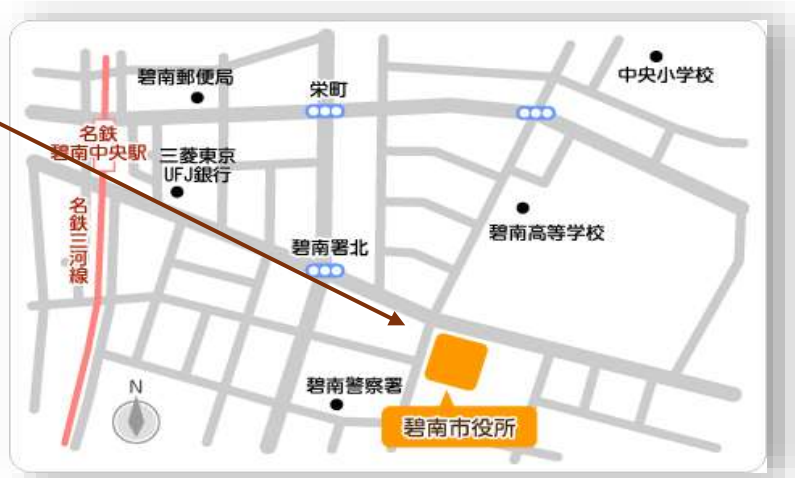 中央小学校
碧南郵便局
栄町
名鉄
碧南中央駅
三菱東京
UFJ銀行
名鉄三河線
碧南高等学校
碧南署北
N
碧南警察署
碧南市役所